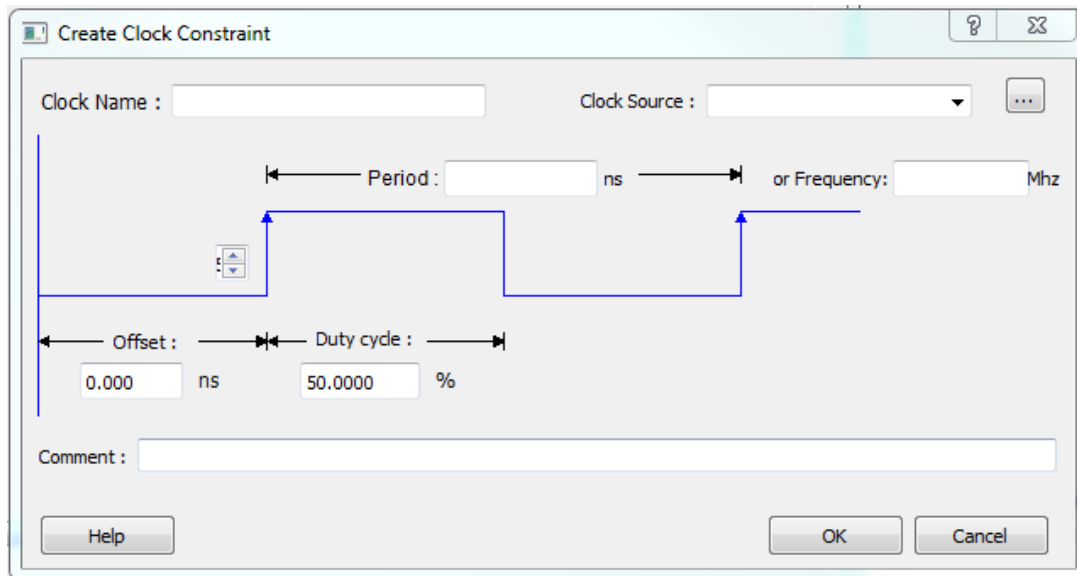 Create Clock Constraint
Clock Name :
Clock Source :
...
Period :
ns
or Frequency:
Mhz
Offset :
Duty cycle :
0.000
ns
50.0000
%
Comment :
Help
OK
Cancel